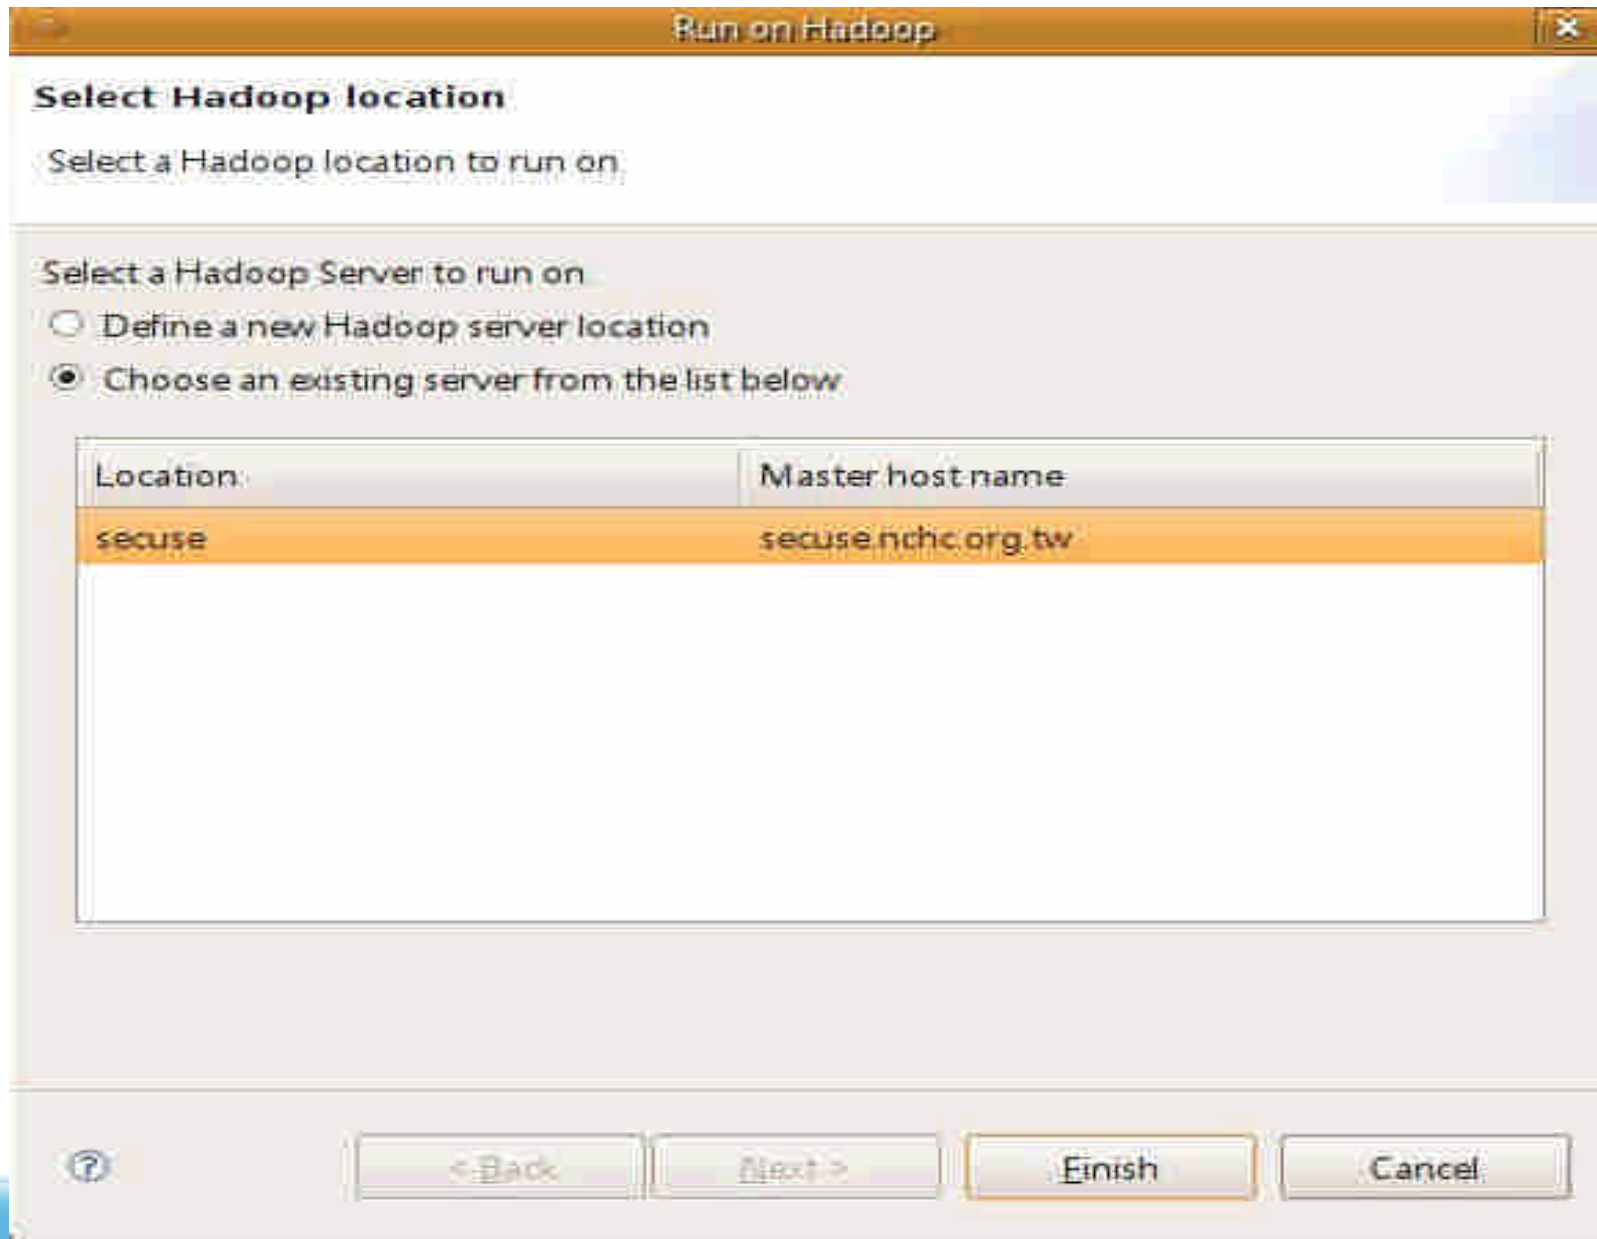 Run on Hadoop
Select Hadoop location
Select a Hadoop location to run on
Select a Hadoop Server to run on
Define a new Hadoop server location
Choose an existing server from the list below
Location Master host name
secuse secuse.nchc.org.tw
< Back Next > Finish Cancel